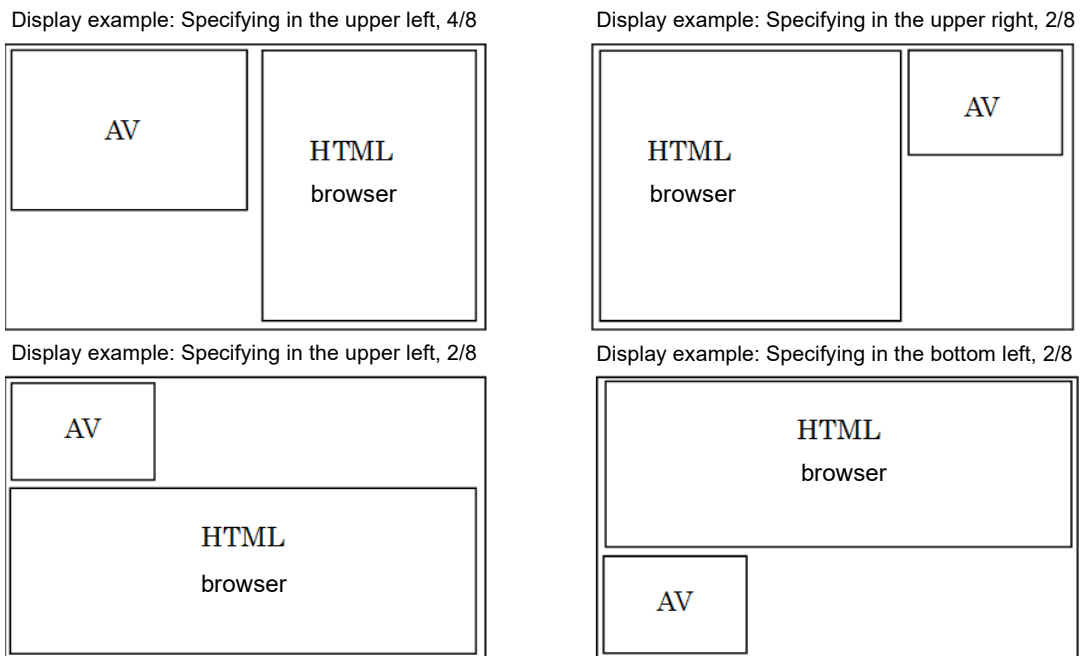 Display example: Specifying in the upper left, 4/8
AV
HTML
browser
Display example: Specifying in the upper right, 2/8
HTML
browser
AV
Display example: Specifying in the upper left, 2/8
AV
HTML
browser
Display example: Specifying in the bottom left, 2/8
HTML
browser
AV